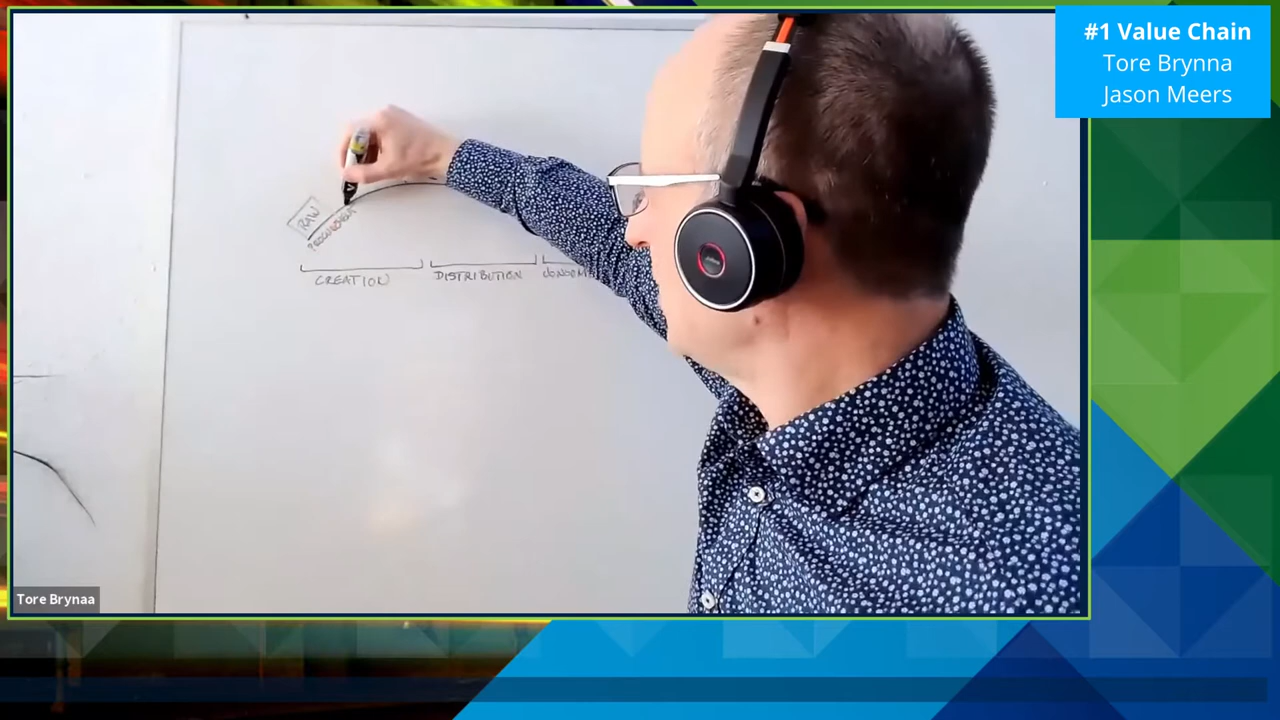 #1 Value Chain
Tore Brynna
Jason Meers
RAW
CREATION
DISTRIBUTION
Tore Brynaa